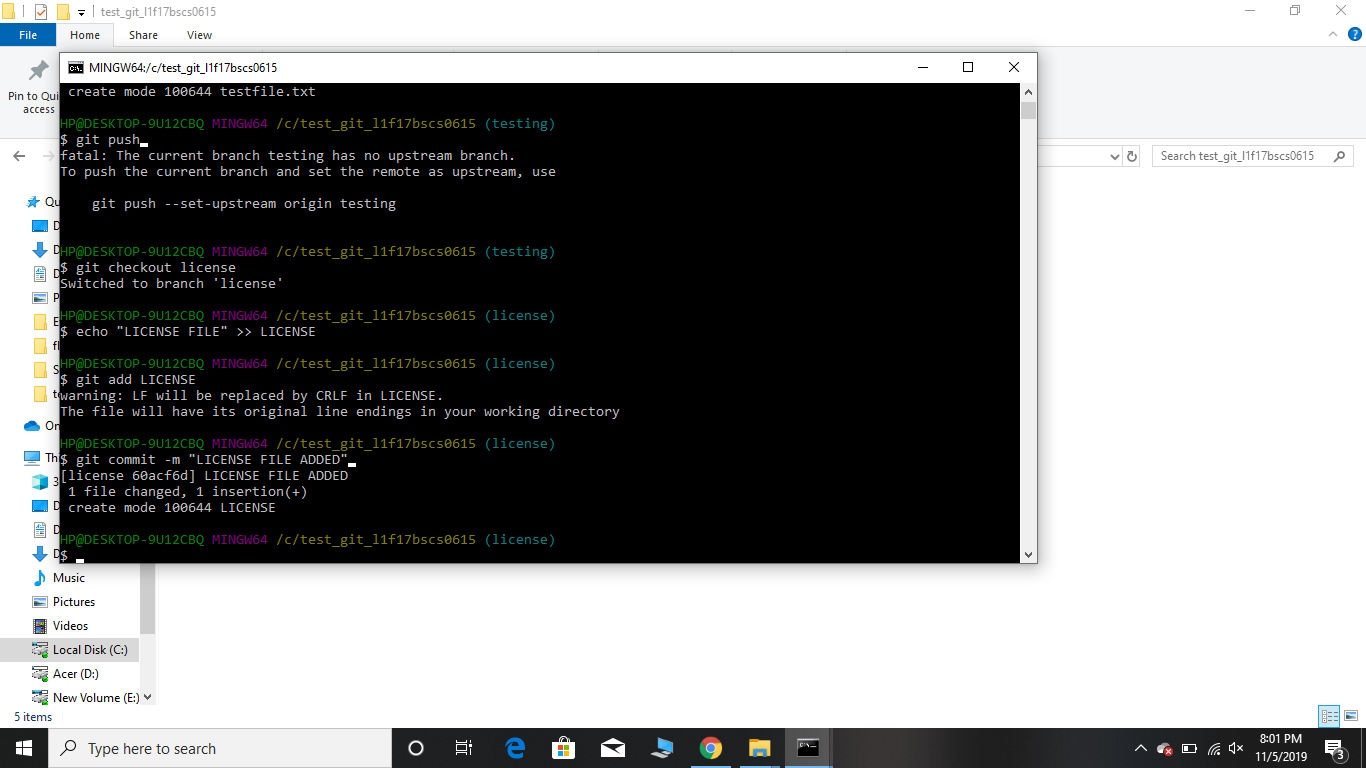 test_git_l1f17bscs0615
File
Home
Share
View
MINGW64:/c/test_git_l1f17bscs0615
Pin to Qui
access
create mode 100644 testfile.txt
HP@DESKTOP-9U12CBQ MINGW64 /c/test_git_l1f17bscs0615 (testing)
$ git push
fatal: The current branch testing has no upstream branch.
To push the current branch and set the remote as upstream, use
git push --set-upstream origin testing
HP@DESKTOP-9U12CBQ MINGW64 /c/test_git_l1f17bscs0615 (testing)
$ git checkout license
Switched to branch 'license'
HP@DESKTOP-9U12CBQ MINGW64 /c/test_git_l1f17bscs0615 (license)
$ echo "LICENSE FILE" >> LICENSE
HP@DESKTOP-9U12CBQ MINGW64 /c/test_git_l1f17bscs0615 (license)
$ git add LICENSE
warning: LF will be replaced by CRLF in LICENSE.
The file will have its original line endings in your working directory
HP@DESKTOP-9U12CBQ MINGW64 /c/test_git_l1f17bscs0615 (license)
$ git commit -m "LICENSE FILE ADDED"
[license 60acf6d] LICENSE FILE ADDED
1 file changed, 1 insertion(+)
create mode 100644 LICENSE
HP@DESKTOP-9U12CBQ MINGW64 /c/test_git_l1f17bscs0615 (license)
$
Search test_git_l1f17bscs0615
Music
Pictures
Videos
Local Disk (C:)
Acer (D:)
New Volume (E:)
5 items
Type here to search
8:01 PM
11/5/2019
3